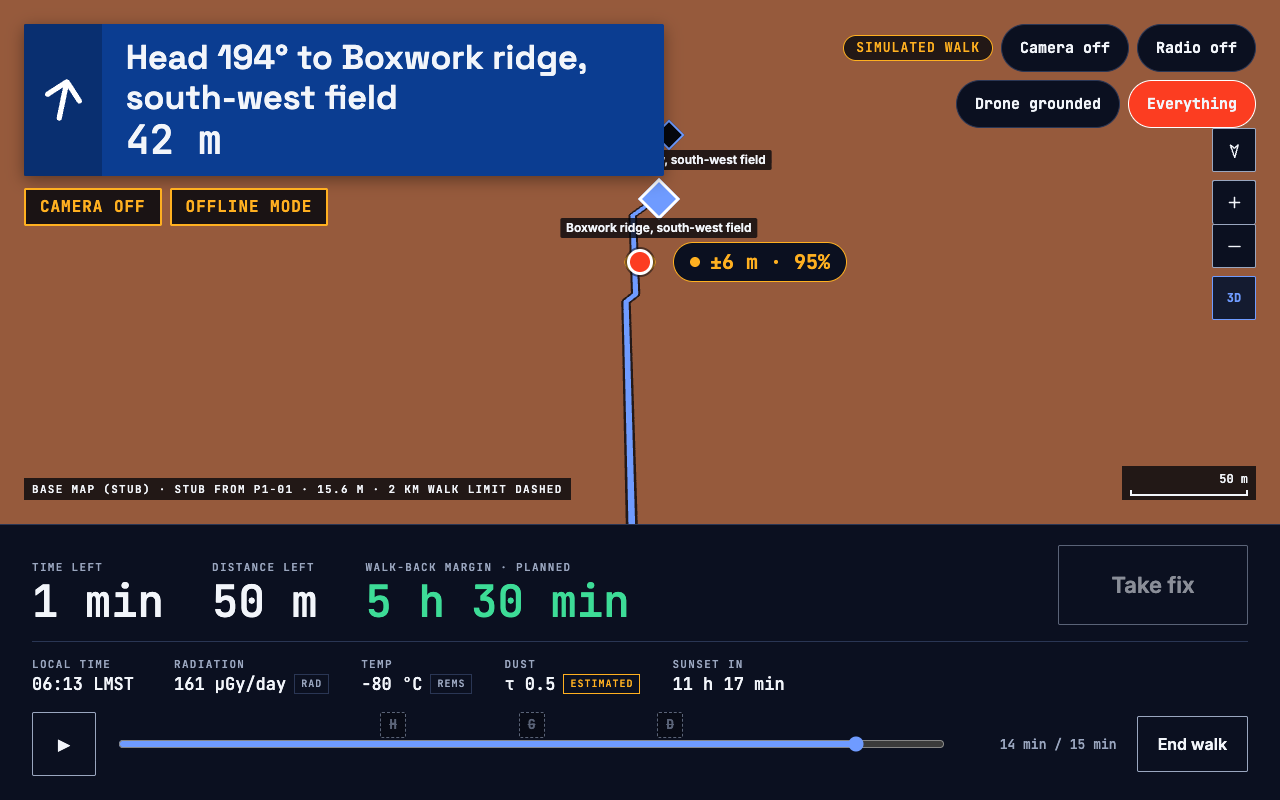 Head 194° to Boxwork ridge,
south-west field
42 m
SIMULATED WALK
Camera off
Radio off
Drone grounded
Everything
CAMERA OFF
OFFLINE MODE
, south-west field
Boxwork ridge, south-west field
±6 m · 95%
+
−
3D
BASE MAP (STUB) · STUB FROM P1-01 · 15.6 M · 2 KM WALK LIMIT DASHED
50 m
TIME LEFT
1 min
DISTANCE LEFT
50 m
WALK-BACK MARGIN · PLANNED
5 h 30 min
Take fix
LOCAL TIME
06:13 LMST
RADIATION
161 µGy/day RAD
TEMP
-80 °C REMS
DUST
τ 0.5 ESTIMATED
SUNSET IN
11 h 17 min
H
G
D
14 min / 15 min
End walk